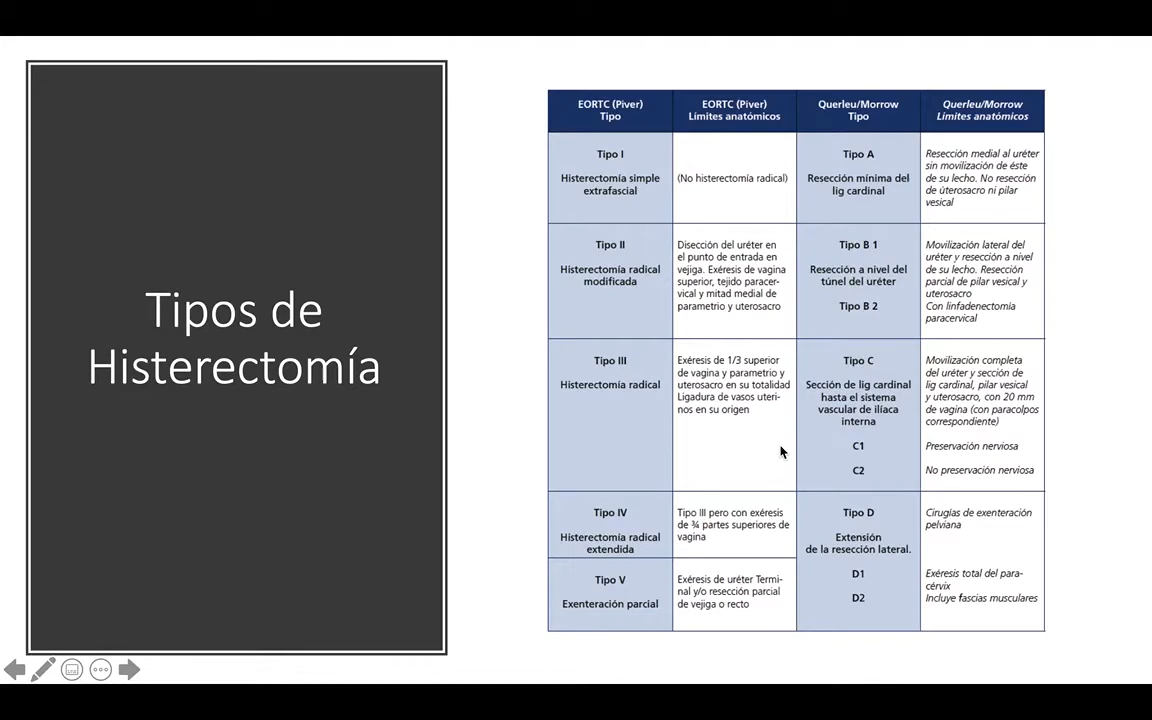 Tipos de
Histerectomía
EORTC (Piver)
Tipo
EORTC (Piver)
Límites anatómicos
Querleu/Morrow
Tipo
Querleu/Morrow
Límites anatómicos
Tipo I
Histerectomía simple
extrafascial
(No histerectomía radical)
Tipo A
Resección mínima del
lig cardinal
Resección medial al uréter
sin movilización de éste
de su lecho. No resección
de úterosacro ni pilar
vesical
Tipo II
Histerectomía radical
modificada
Disección del uréter en
el punto de entrada en
vejiga. Exéresis de vagina
superior, tejido paracer-
vical y mitad medial de
parametrio y uterosacro
Tipo B 1
Resección a nivel del
túnel del uréter
Tipo B 2
Movilización lateral del
uréter y resección a nivel
de su lecho. Resección
parcial de pilar vesical y
uterosacro
Con linfadenectomía
paracervical
Tipo III
Histerectomía radical
Exéresis de 1/3 superior
de vagina y parametrio y
uterosacro en su totalidad
Ligadura de vasos uteri-
nos en su origen
Tipo C
Sección de lig cardinal
hasta el sistema
vascular de ilíaca
interna
C1
C2
Movilización completa
del uréter y sección de
lig cardinal, pilar vesical
y uterosacro, con 20 mm
de vagina (con paracolpos
correspondiente)
Preservación nerviosa
No preservación nerviosa
Tipo IV
Histerectomía radical
extendida
Tipo III pero con exéresis
de ¾ partes superiores de
vagina
Tipo D
Extensión
de la resección lateral.
D1
D2
Cirugías de exenteración
pelviana
Exéresis total del para-
cérvix
Incluye fascias musculares
Tipo V
Exenteración parcial
Exéresis de uréter Termi-
nal y/o resección parcial
de vejiga o recto